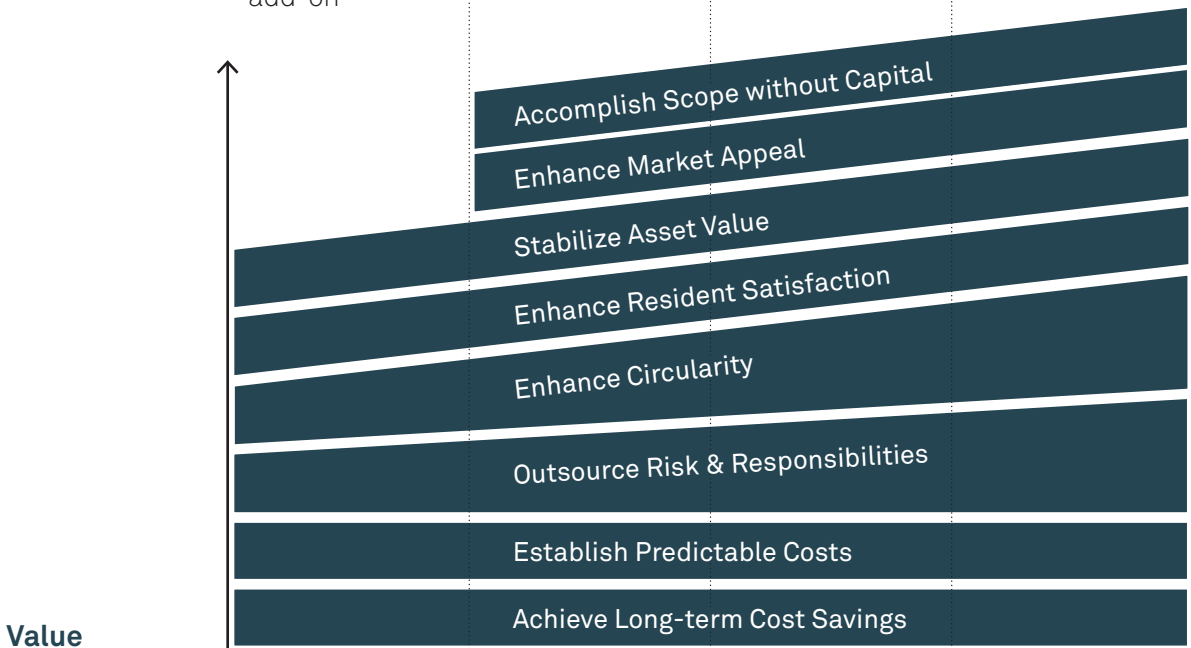 add-on
Accomplish Scope without Capital
Enhance Market Appeal
Stabilize Asset Value
Enhance Resident Satisfaction
Enhance Circularity
Outsource Risk & Responsibilities
Establish Predictable Costs
Achieve Long-term Cost Savings
Value